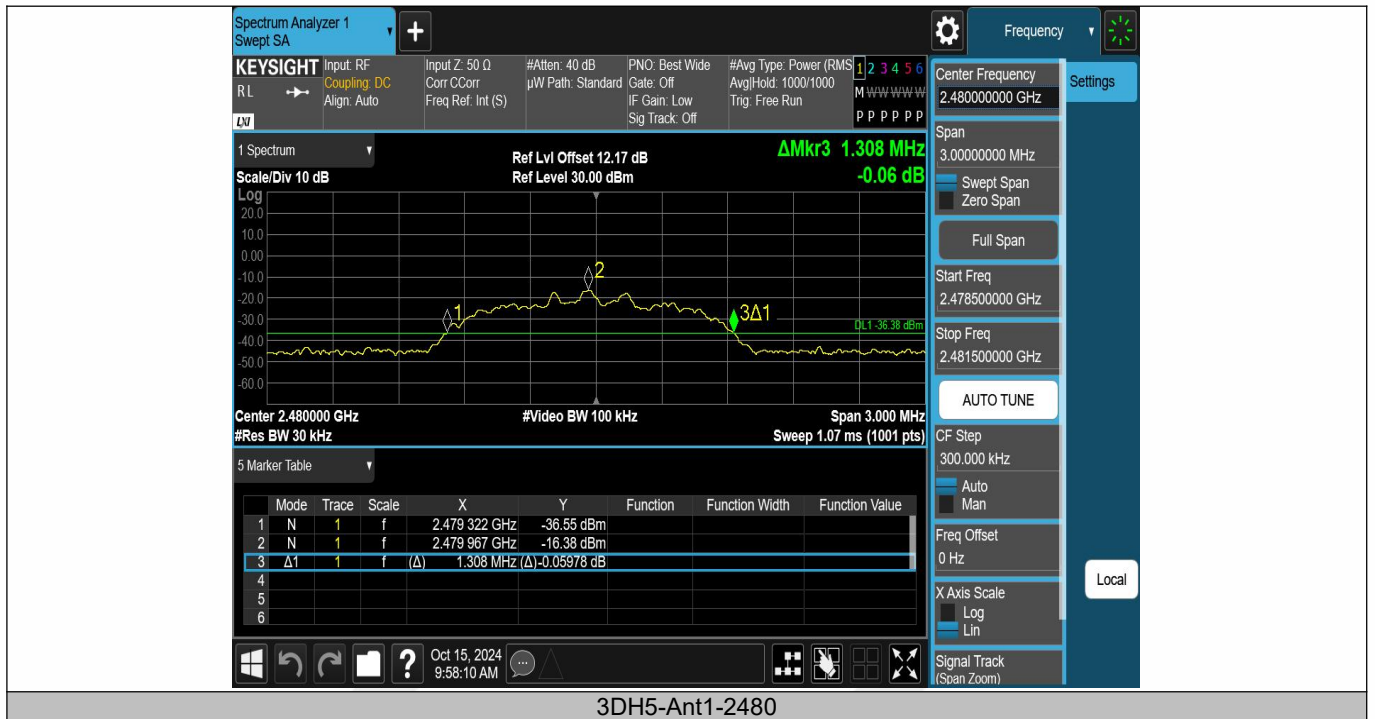 Spectrum Analyzer 1
Swept SA
Frequency
KEYSIGHT
RL
LXI
Input: RF
Coupling: DC
Align: Auto
Input Z: 50 Ω
Corr CCorr
Freq Ref: Int (S)
#Atten: 40 dB
µW Path: Standard
PNO: Best Wide
Gate: Off
IF Gain: Low
Sig Track: Off
#Avg Type: Power (RMS
Avg|Hold: 1000/1000
Trig: Free Run
1 2 3 4 5 6
M W W W W W
P P P P P P
1 Spectrum
Scale/Div 10 dB
Ref Lvl Offset 12.17 dB
Ref Level 30.00 dBm
ΔMkr3 1.308 MHz
-0.06 dB
Log
20.0
10.0
0.00
-10.0
-20.0
-30.0
-40.0
-50.0
-60.0
1
2
3Δ1
DL1 -36.38 dBm
Center 2.480000 GHz
#Video BW 100 kHz
Span 3.000 MHz
#Res BW 30 kHz
Sweep 1.07 ms (1001 pts)
5 Marker Table
Mode Trace Scale X Y Function Function Width Function Value
1 N 1 f 2.479 322 GHz -36.55 dBm
2 N 1 f 2.479 967 GHz -16.38 dBm
3 Δ1 1 f (Δ) 1.308 MHz (Δ) -0.05978 dB
4
5
6
?
Oct 15, 2024
9:58:10 AM
Center Frequency
2.480000000 GHz
Settings
Span
3.00000000 MHz
Swept Span
Zero Span
Full Span
Start Freq
2.478500000 GHz
Stop Freq
2.481500000 GHz
AUTO TUNE
CF Step
300.000 kHz
Auto
Man
Freq Offset
0 Hz
X Axis Scale
Log
Lin
Local
Signal Track
(Span Zoom)
3DH5-Ant1-2480